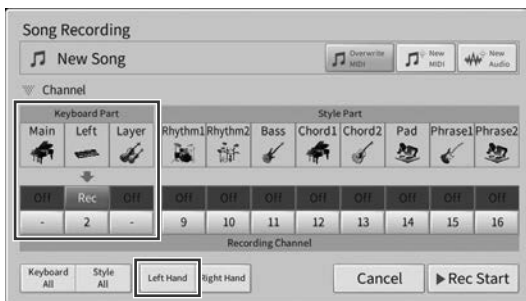 Song Recording
New Song
Overwrite MIDI
New MIDI
New Audio
Channel
Keyboard Part
Style Part
Main Left Layer Rhythm1 Rhythm2 Bass Chord1 Chord2 Pad Phrase1 Phrase2
Off Rec Off Off Off Off Off Off Off Off Off
- 2 - 9 10 11 12 13 14 15 16
Recording Channel
Keyboard All
Style All
Left Hand
Right Hand
Cancel
Rec Start